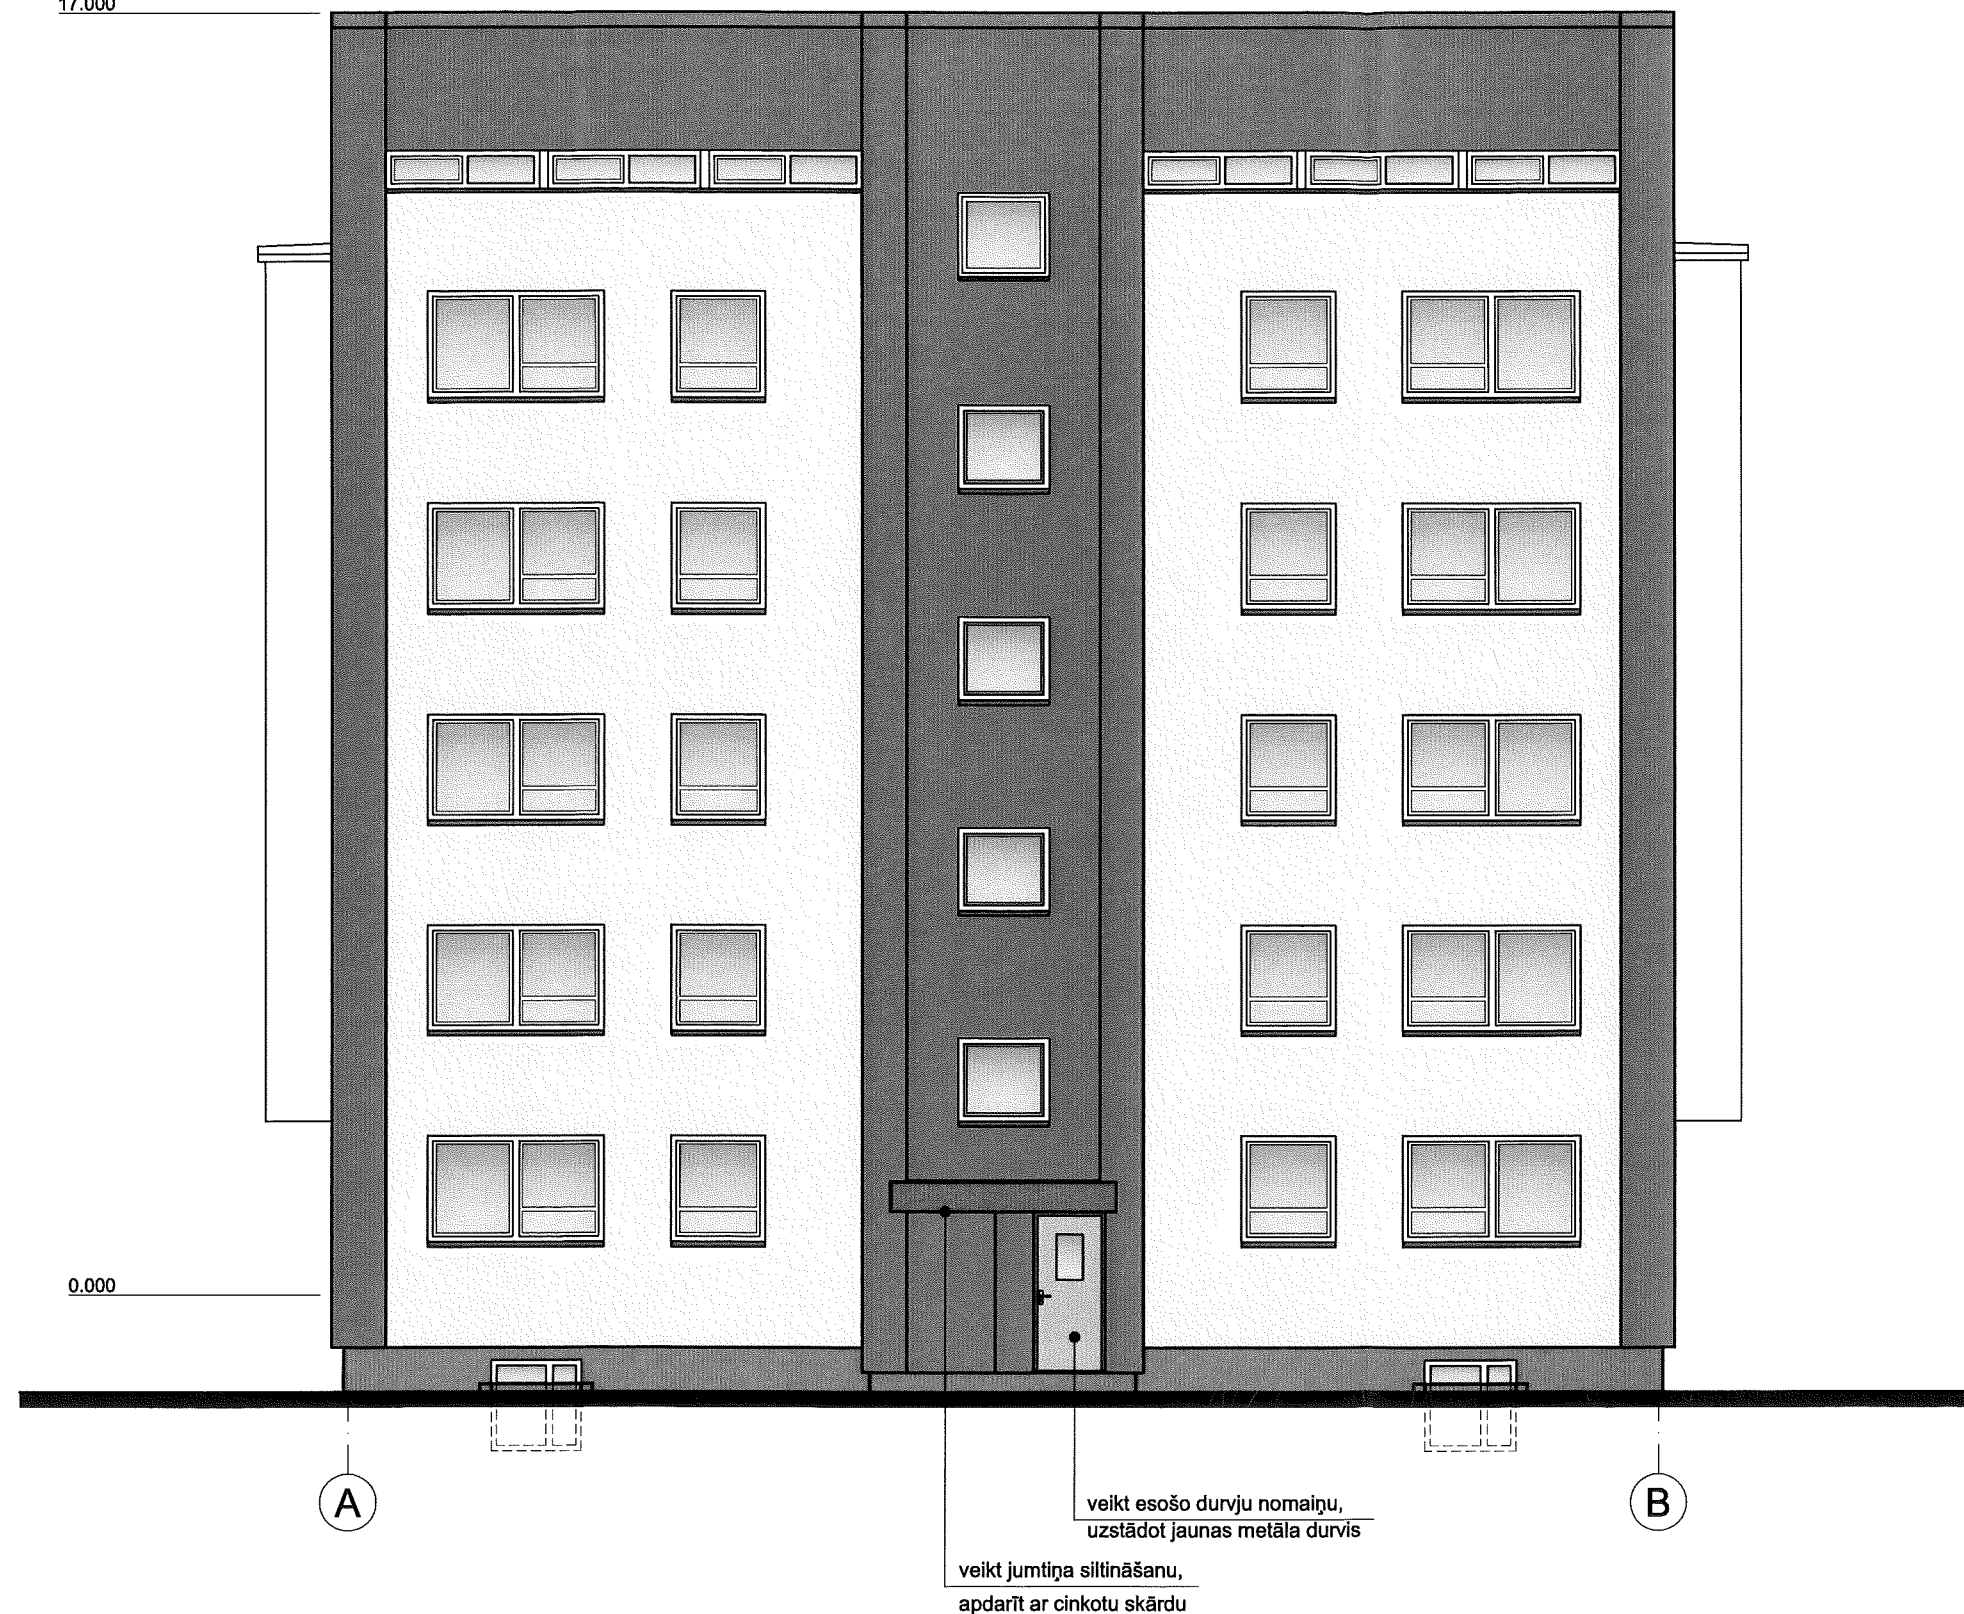 17.000
0.000
A
B
veikt esošo durvju nomaiņu,
uzstādot jaunas metāla durvis
veikt jumtiņa siltināšanu,
apdarīt ar cinkotu skārdu